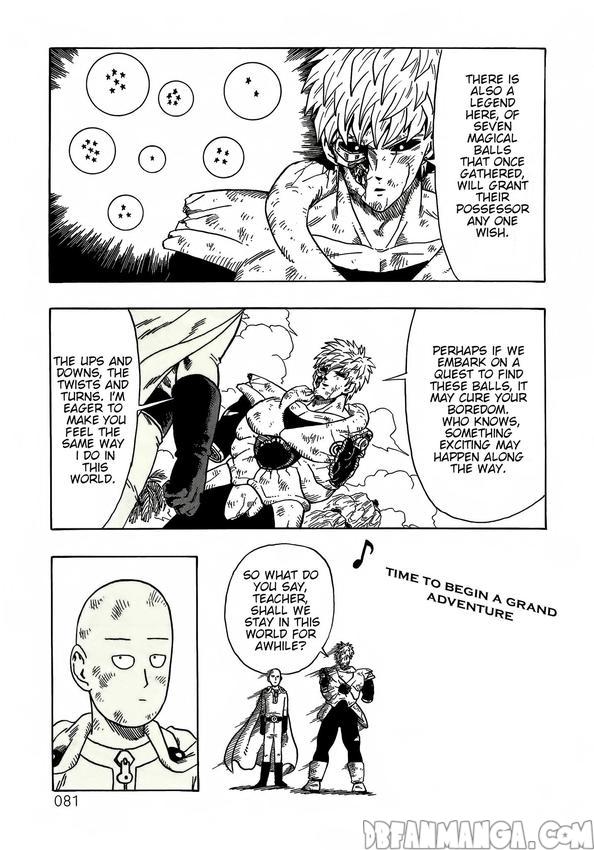 THERE IS
ALSO A
LEGEND
HERE, OF
SEVEN
MAGICAL
BALLS
THAT ONCE
GATHERED,
WILL GRANT
THEIR
POSSESSOR
ANY ONE
WISH.
THE UPS AND
DOWNS, THE
TWISTS AND
TURNS. I'M
EAGER TO
MAKE YOU
FEEL THE
SAME WAY
I DO IN
THIS
WORLD.
PERHAPS IF WE
EMBARK ON A
QUEST TO FIND
THESE BALLS, IT
MAY CURE YOUR
BOREDOM.
WHO KNOWS,
SOMETHING
EXCITING MAY
HAPPEN ALONG
THE WAY.
SO WHAT DO
YOU SAY,
TEACHER,
SHALL WE
STAY IN THIS
WORLD FOR
AWHILE?
TIME TO BEGIN A GRAND
ADVENTURE
081
DBFANMANGA.COM